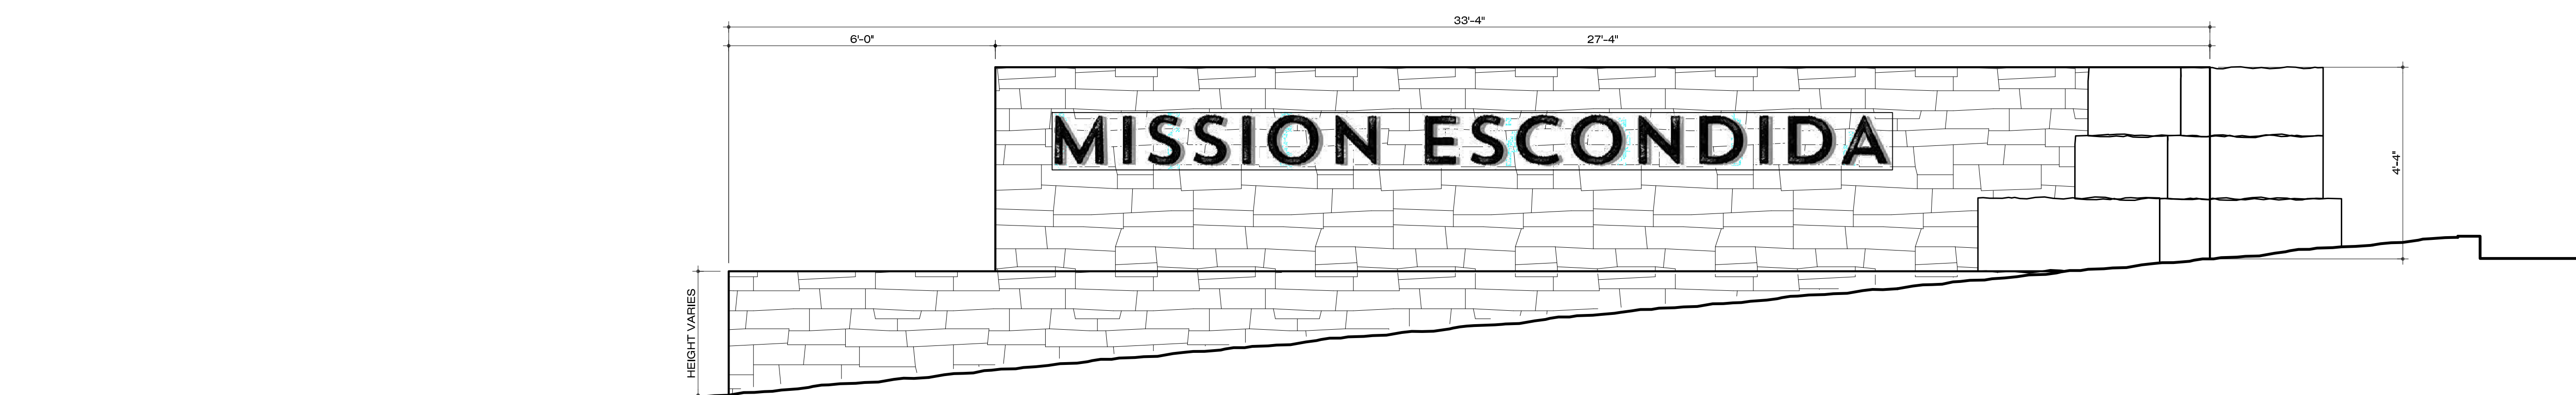 33'-4"
6'-0"
27'-4"
MISSION ESCONDIDA
4'-4"
HEIGHT VARIES